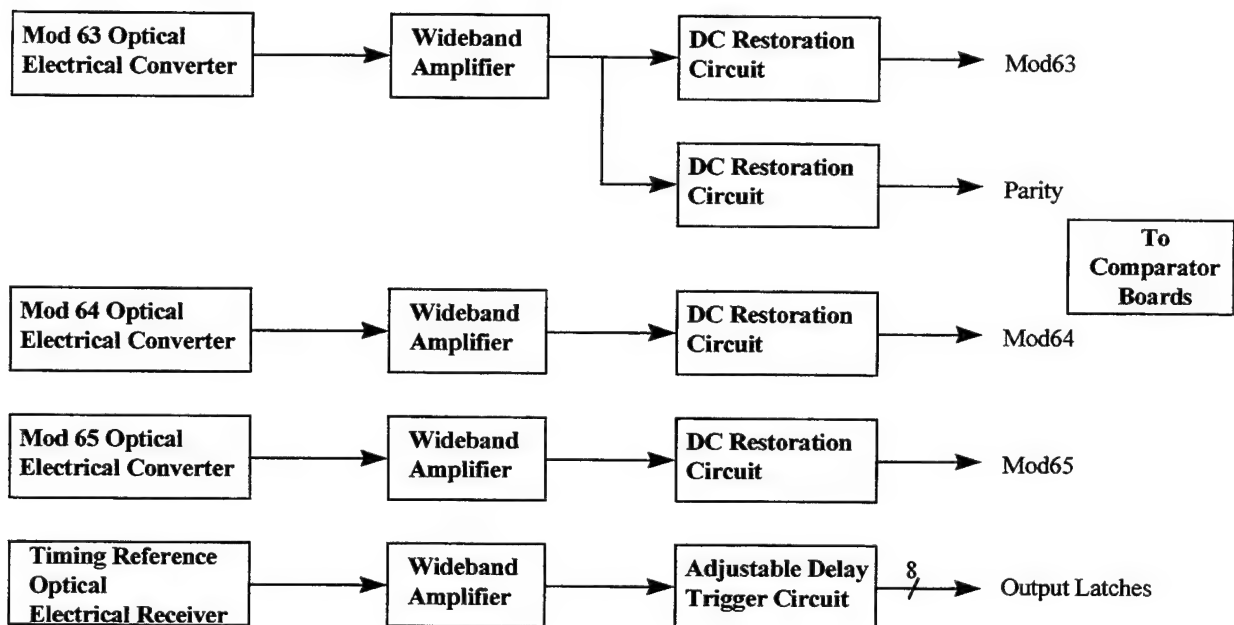 Mod 63 Optical
Electrical Converter
Wideband
Amplifier
DC Restoration
Circuit
Mod63
DC Restoration
Circuit
Parity
To
Comparator
Boards
Mod 64 Optical
Electrical Converter
Wideband
Amplifier
DC Restoration
Circuit
Mod64
Mod 65 Optical
Electrical Converter
Wideband
Amplifier
DC Restoration
Circuit
Mod65
Timing Reference
Optical
Electrical Receiver
Wideband
Amplifier
Adjustable Delay
Trigger Circuit
8
Output Latches